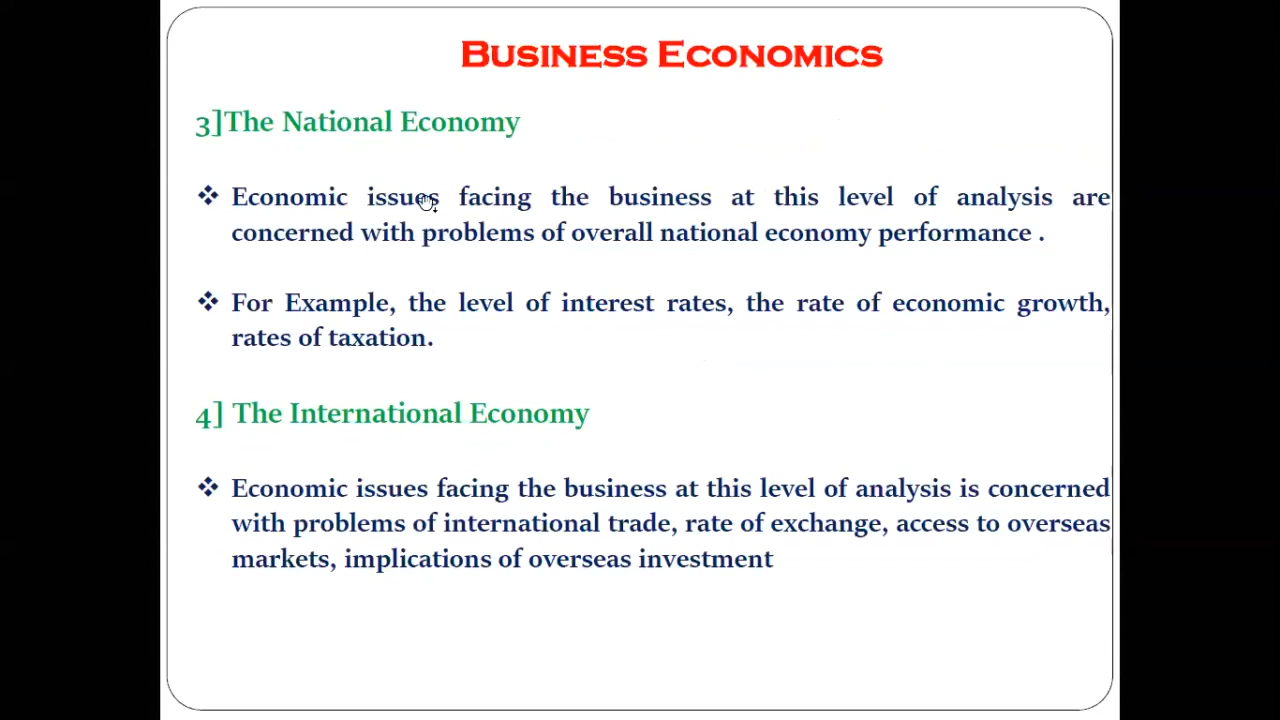 BUSINESS ECONOMICS
3]The National Economy
❖ Economic issues facing the business at this level of analysis are
concerned with problems of overall national economy performance .
❖ For Example, the level of interest rates, the rate of economic growth,
rates of taxation.
4] The International Economy
❖ Economic issues facing the business at this level of analysis is concerned
with problems of international trade, rate of exchange, access to overseas
markets, implications of overseas investment